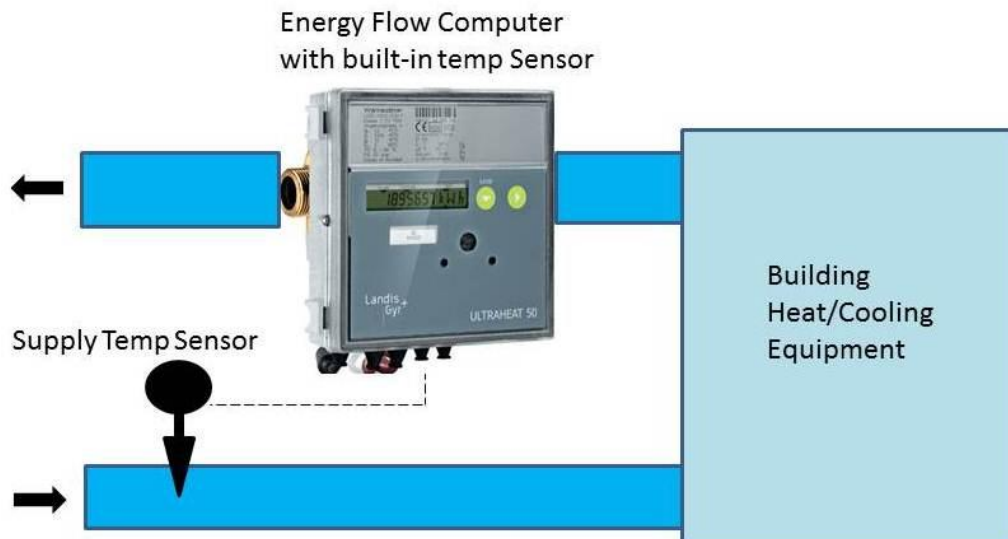 Energy Flow Computer
with built-in temp Sensor
1895657kWh
Landis
Gyr+
ULTRAHEAT 50
Supply Temp Sensor
Building
Heat/Cooling
Equipment